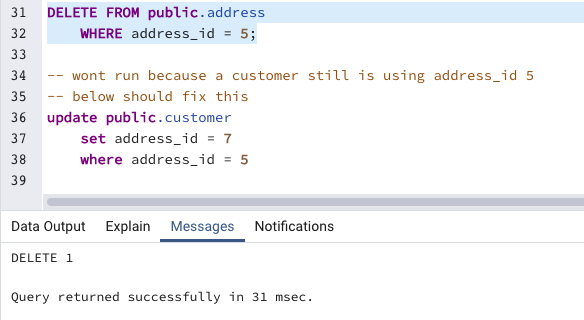 31 DELETE FROM public.address
32 WHERE address_id = 5;
33
34 -- wont run because a customer still is using address_id 5
35 -- below should fix this
36 update public.customer
37 set address_id = 7
38 where address_id = 5
39
Data Output Explain Messages Notifications
DELETE 1
Query returned successfully in 31 msec.